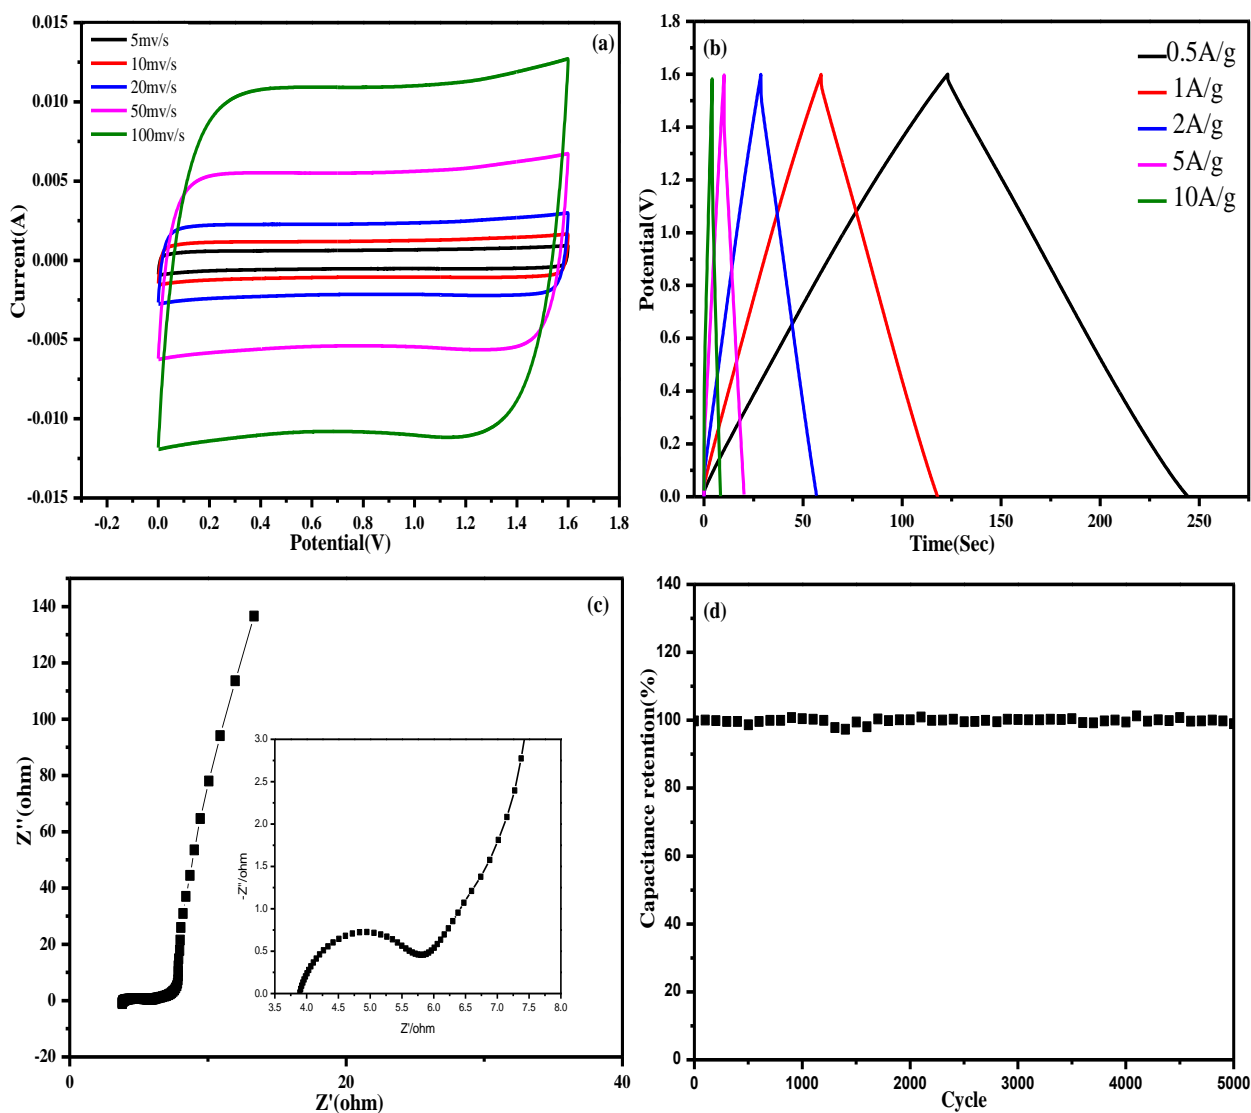 (a)
5mv/s
10mv/s
20mv/s
50mv/s
100mv/s
0.015
0.010
0.005
0.000
-0.005
-0.010
-0.015
Current(A)
-0.2 0.0 0.2 0.4 0.6 0.8 1.0 1.2 1.4 1.6 1.8
Potential(V)
(b)
0.5A/g
1A/g
2A/g
5A/g
10A/g
1.8
1.6
1.4
1.2
1.0
0.8
0.6
0.4
0.2
0.0
Potential(V)
0 50 100 150 200 250
Time(Sec)
(c)
140
120
100
80
60
40
20
0
-20
Z''(ohm)
0 20 40
Z'(ohm)
3.0
2.5
2.0
1.5
1.0
0.5
0.0
-Z''/ohm
3.5 4.0 4.5 5.0 5.5 6.0 6.5 7.0 7.5 8.0
Z'/ohm
(d)
140
120
100
80
60
40
20
0
Capacitance retention(%)
0 1000 2000 3000 4000 5000
Cycle